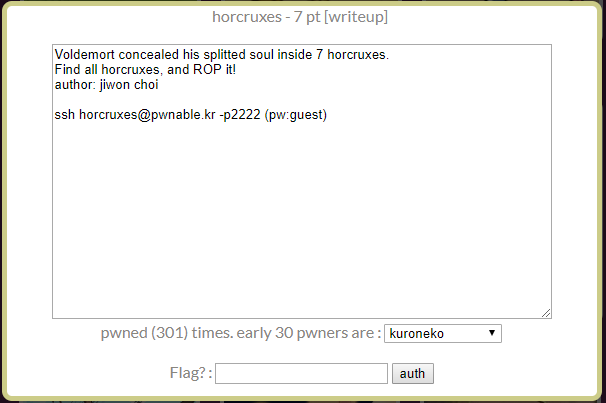 horcruxes - 7 pt [writeup]
Voldemort concealed his splitted soul inside 7 horcruxes.
Find all horcruxes, and ROP it!
author: jiwon choi
ssh horcruxes@pwnable.kr -p2222 (pw:guest)
pwned (301) times. early 30 pwners are : kuroneko
Flag? : auth